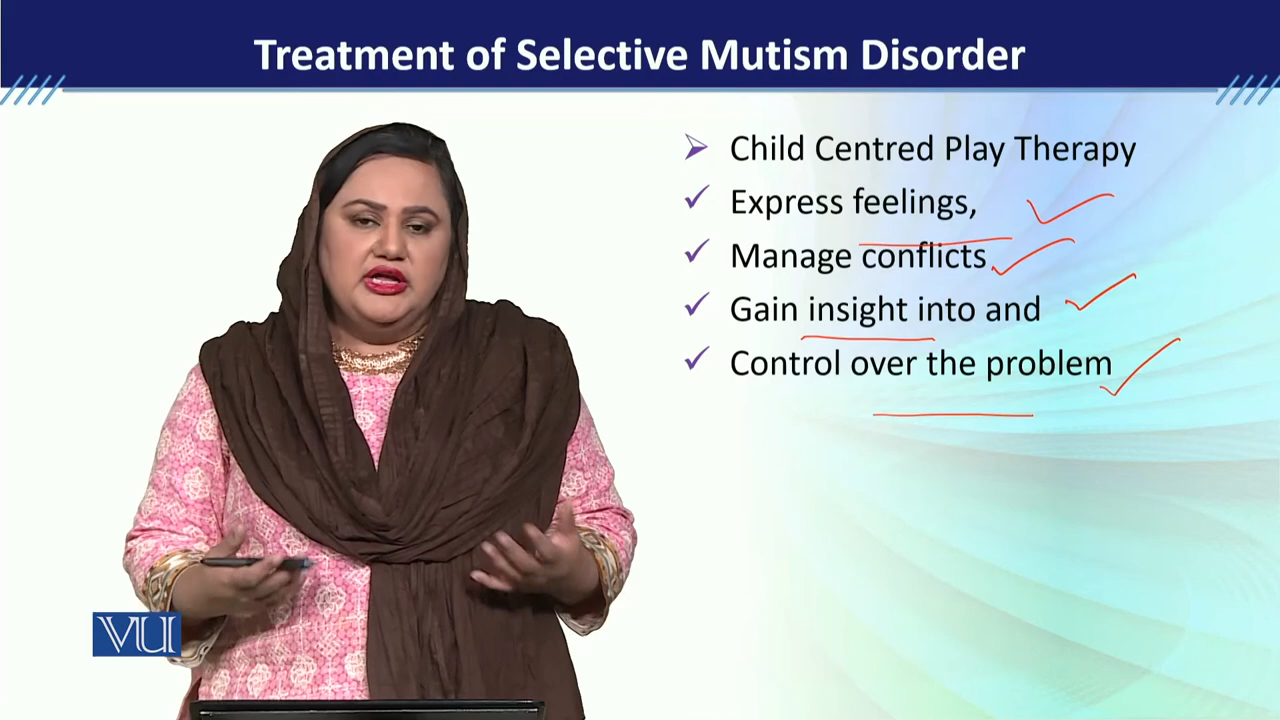 Treatment of Selective Mutism Disorder
Child Centred Play Therapy
Express feelings,
Manage conflicts
Gain insight into and
Control over the problem
VU